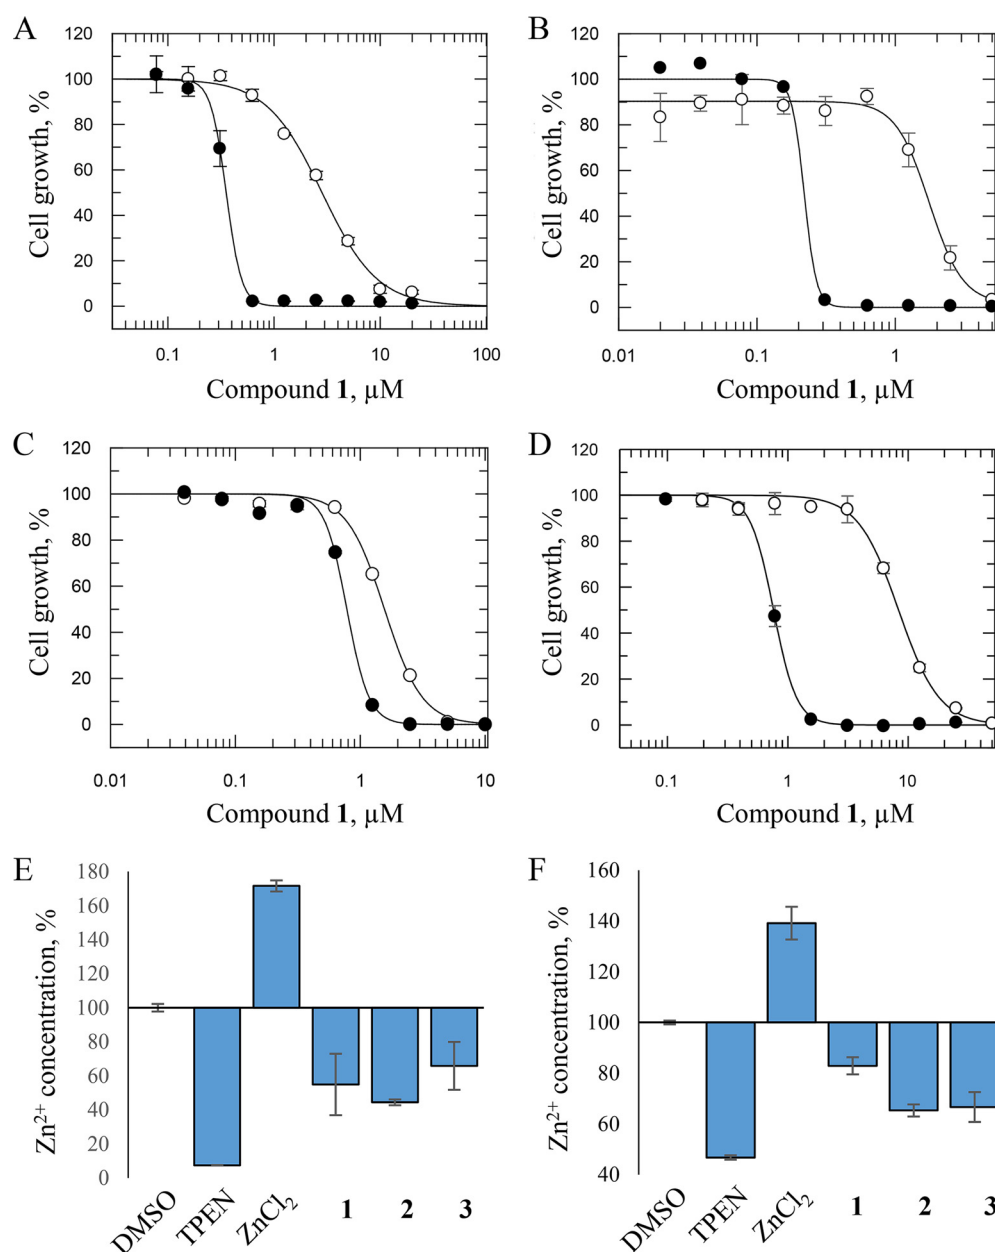 A
Cell growth, %
120
100
80
60
40
20
0
0.1 1 10 100
Compound 1, µM
B
Cell growth, %
120
100
80
60
40
20
0
0.01 0.1 1
Compound 1, µM
C
Cell growth, %
120
100
80
60
40
20
0
0.01 0.1 1 10
Compound 1, µM
D
Cell growth, %
120
100
80
60
40
20
0
0.1 1 10
Compound 1, µM
E
Zn²⁺ concentration, %
180
160
140
120
100
80
60
40
20
0
DMSO TPEN ZnCl₂ 1 2 3
F
Zn²⁺ concentration, %
160
140
120
100
80
60
40
DMSO TPEN ZnCl₂ 1 2 3